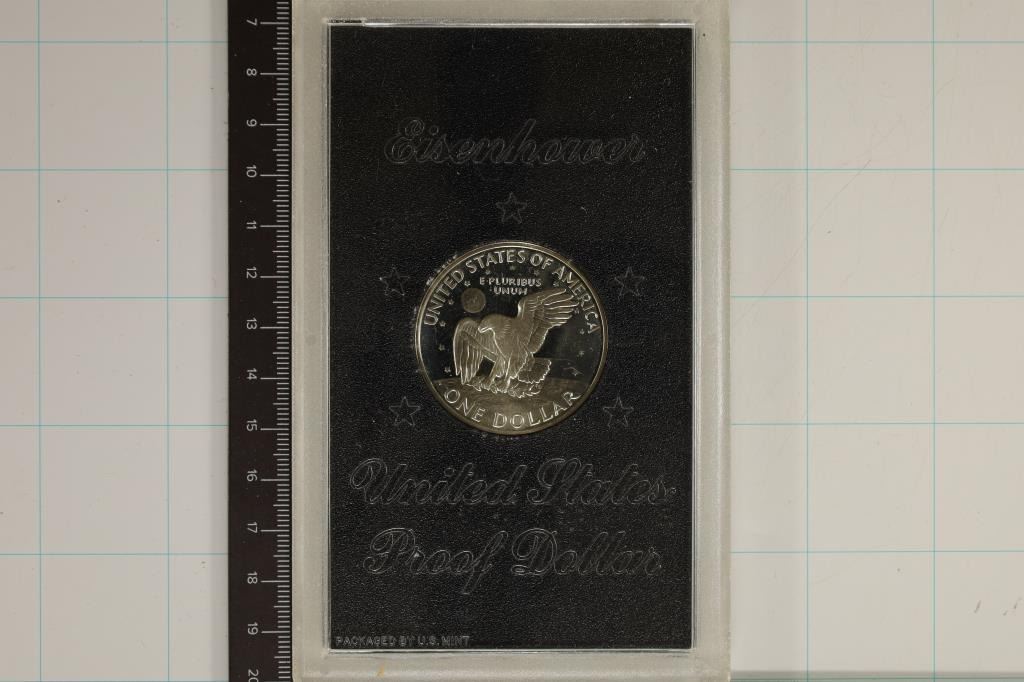 7
8
9
10
11
12
13
14
15
16
17
18
19
20
Eisenhower
UNITED STATES OF AMERICA
E·PLURIBUS
UNUM
ONE DOLLAR
United States
Proof Dollar
PACKAGED BY U.S. MINT